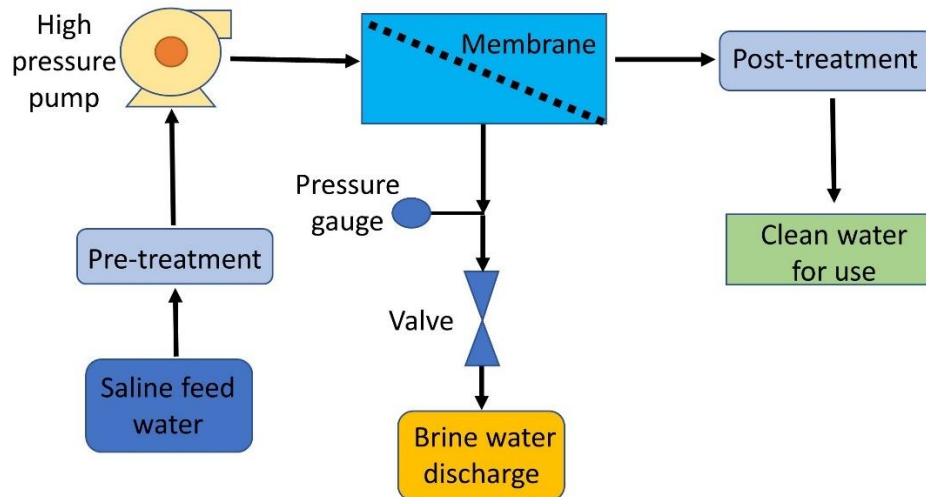 High
pressure
pump
Membrane
Post-treatment
Pressure
gauge
Pre-treatment
Clean water
for use
Valve
Saline feed
water
Brine water
discharge